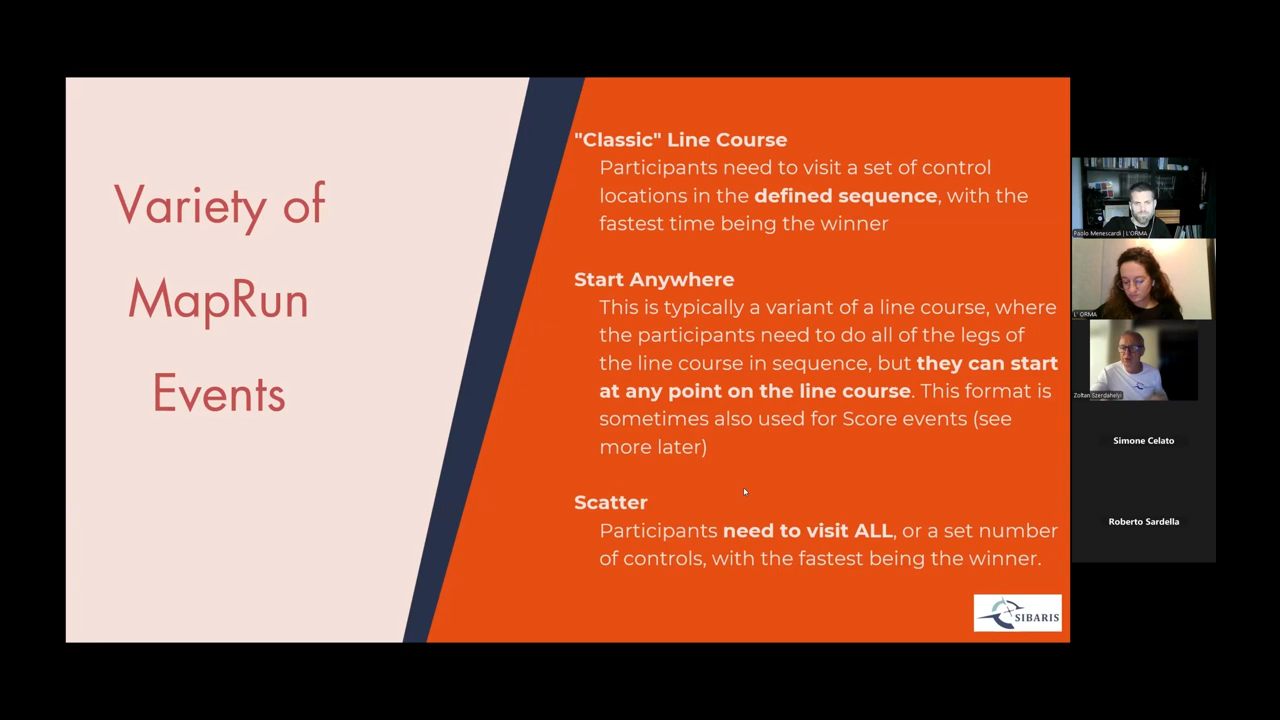 Variety of
MapRun
Events
"Classic" Line Course
Participants need to visit a set of control
locations in the defined sequence, with the
fastest time being the winner
Start Anywhere
This is typically a variant of a line course, where
the participants need to do all of the legs of
the line course in sequence, but they can start
at any point on the line course. This format is
sometimes also used for Score events (see
more later)
Scatter
Participants need to visit ALL, or a set number
of controls, with the fastest being the winner.
SIBARIS
Paolo Menescardi | L'ORMA
L' ORMA
Zoltan Szerdahelyi
Simone Celato
Roberto Sardella